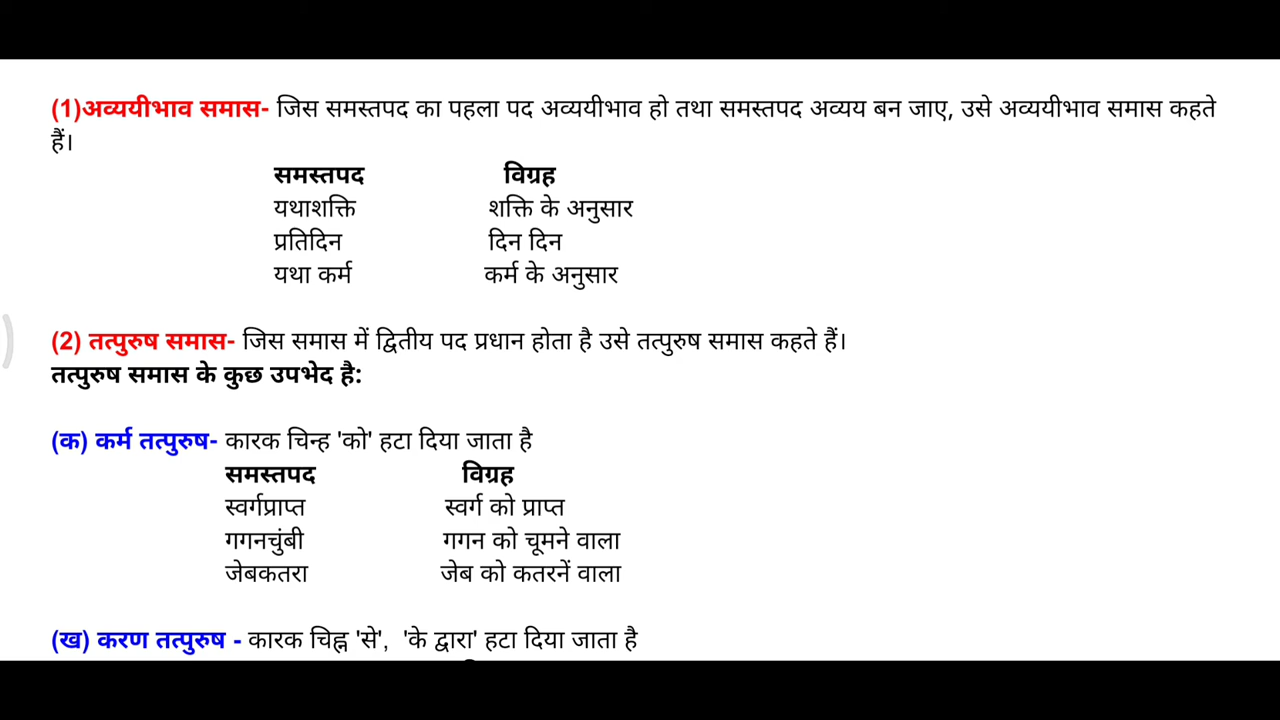 (1)अव्ययीभाव समास- जिस समस्तपद का पहला पद अव्ययीभाव हो तथा समस्तपद अव्यय बन जाए, उसे अव्ययीभाव समास कहते
हैं।
समस्तपद विग्रह
यथाशक्ति शक्ति के अनुसार
प्रतिदिन दिन दिन
यथा कर्म कर्म के अनुसार
(2) तत्पुरुष समास- जिस समास में द्वितीय पद प्रधान होता है उसे तत्पुरुष समास कहते हैं।
तत्पुरुष समास के कुछ उपभेद है:
(क) कर्म तत्पुरुष- कारक चिन्ह 'को' हटा दिया जाता है
समस्तपद विग्रह
स्वर्गप्राप्त स्वर्ग को प्राप्त
गगनचुंबी गगन को चूमने वाला
जेबकतरा जेब को कतरनें वाला
(ख) करण तत्पुरुष - कारक चिह्न 'से', 'के द्वारा' हटा दिया जाता है